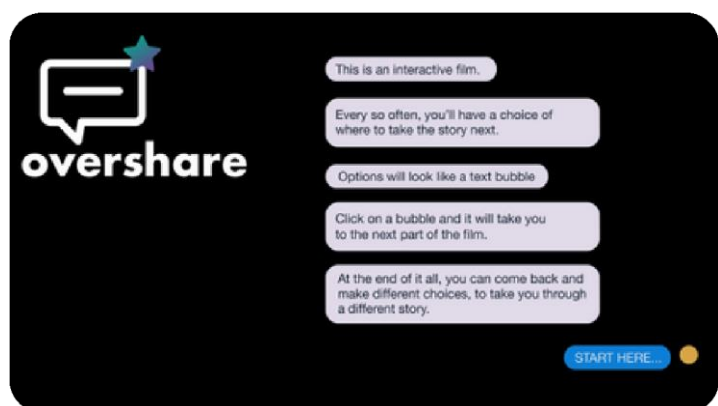 overshare
This is an interactive film.
Every so often, you'll have a choice of
where to take the story next.
Options will look like a text bubble
Click on a bubble and it will take you
to the next part of the film.
At the end of it all, you can come back and
make different choices, to take you through
a different story.
START HERE...